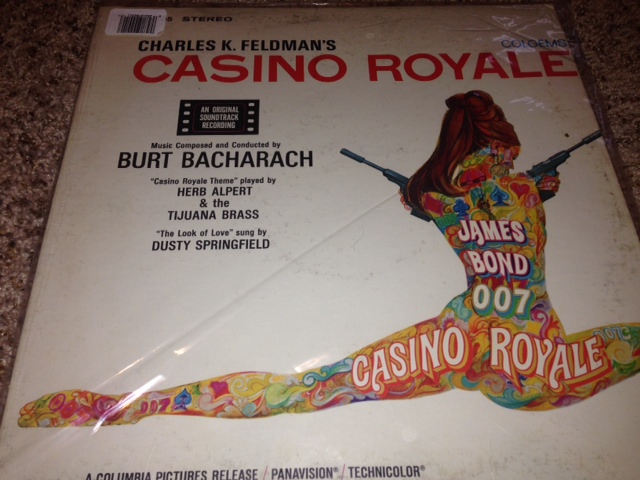 STEREO
COLGEMS
CHARLES K. FELDMAN'S
CASINO ROYALE
AN ORIGINAL
SOUNDTRACK
RECORDING
Music Composed and Conducted by
BURT BACHARACH
"Casino Royale Theme" played by
HERB ALPERT
& the
TIJUANA BRASS
"The Look of Love" sung by
DUSTY SPRINGFIELD
JAMES
BOND
007
CASINO ROYALE
007
A COLUMBIA PICTURES RELEASE / PANAVISION® / TECHNICOLOR®